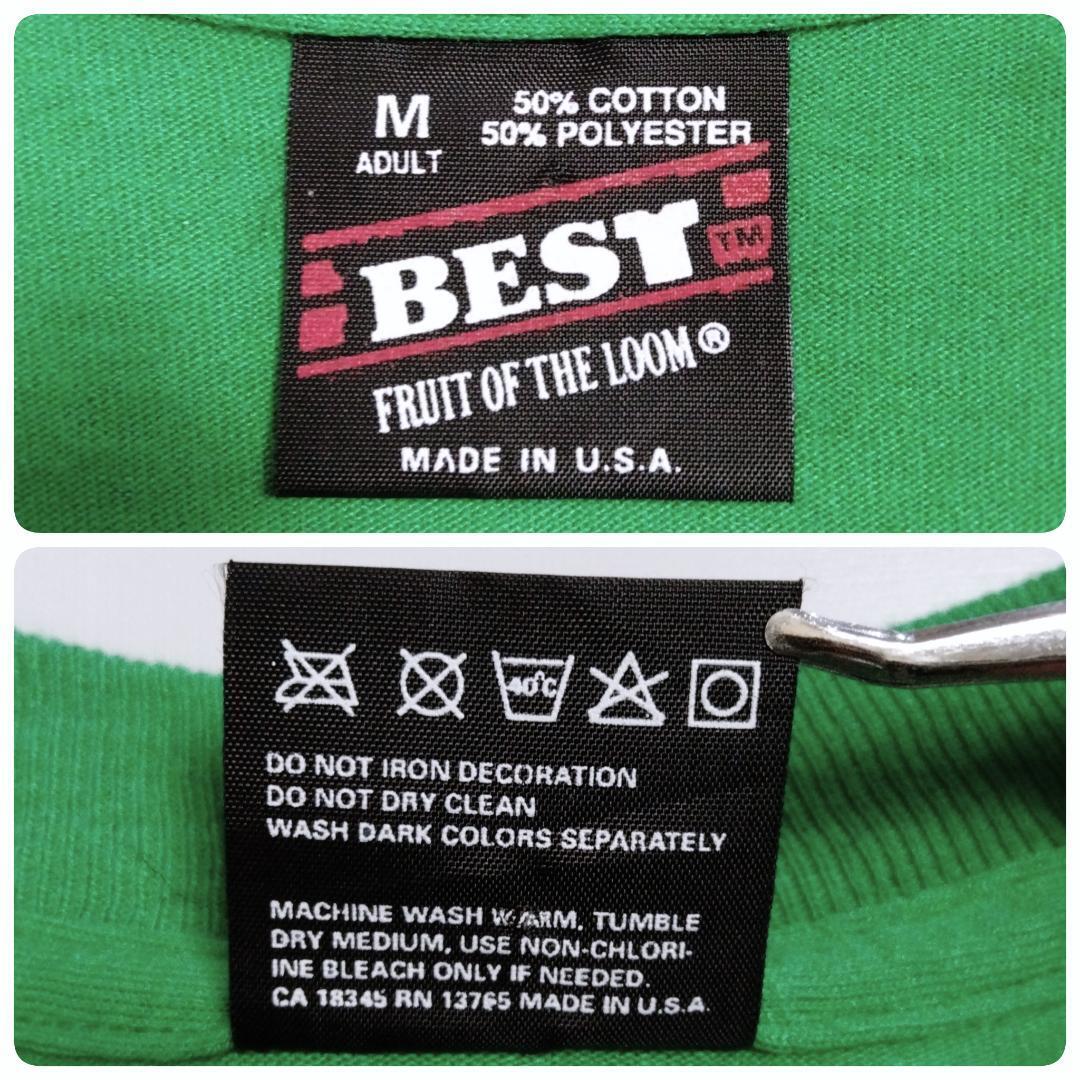 M
ADULT
50% COTTON
50% POLYESTER
BEST
TM
FRUIT OF THE LOOM®
MADE IN U.S.A.
40°C
DO NOT IRON DECORATION
DO NOT DRY CLEAN
WASH DARK COLORS SEPARATELY
MACHINE WASH WARM, TUMBLE
DRY MEDIUM, USE NON-CHLORI-
INE BLEACH ONLY IF NEEDED.
CA 18345 RN 13765 MADE IN U.S.A.